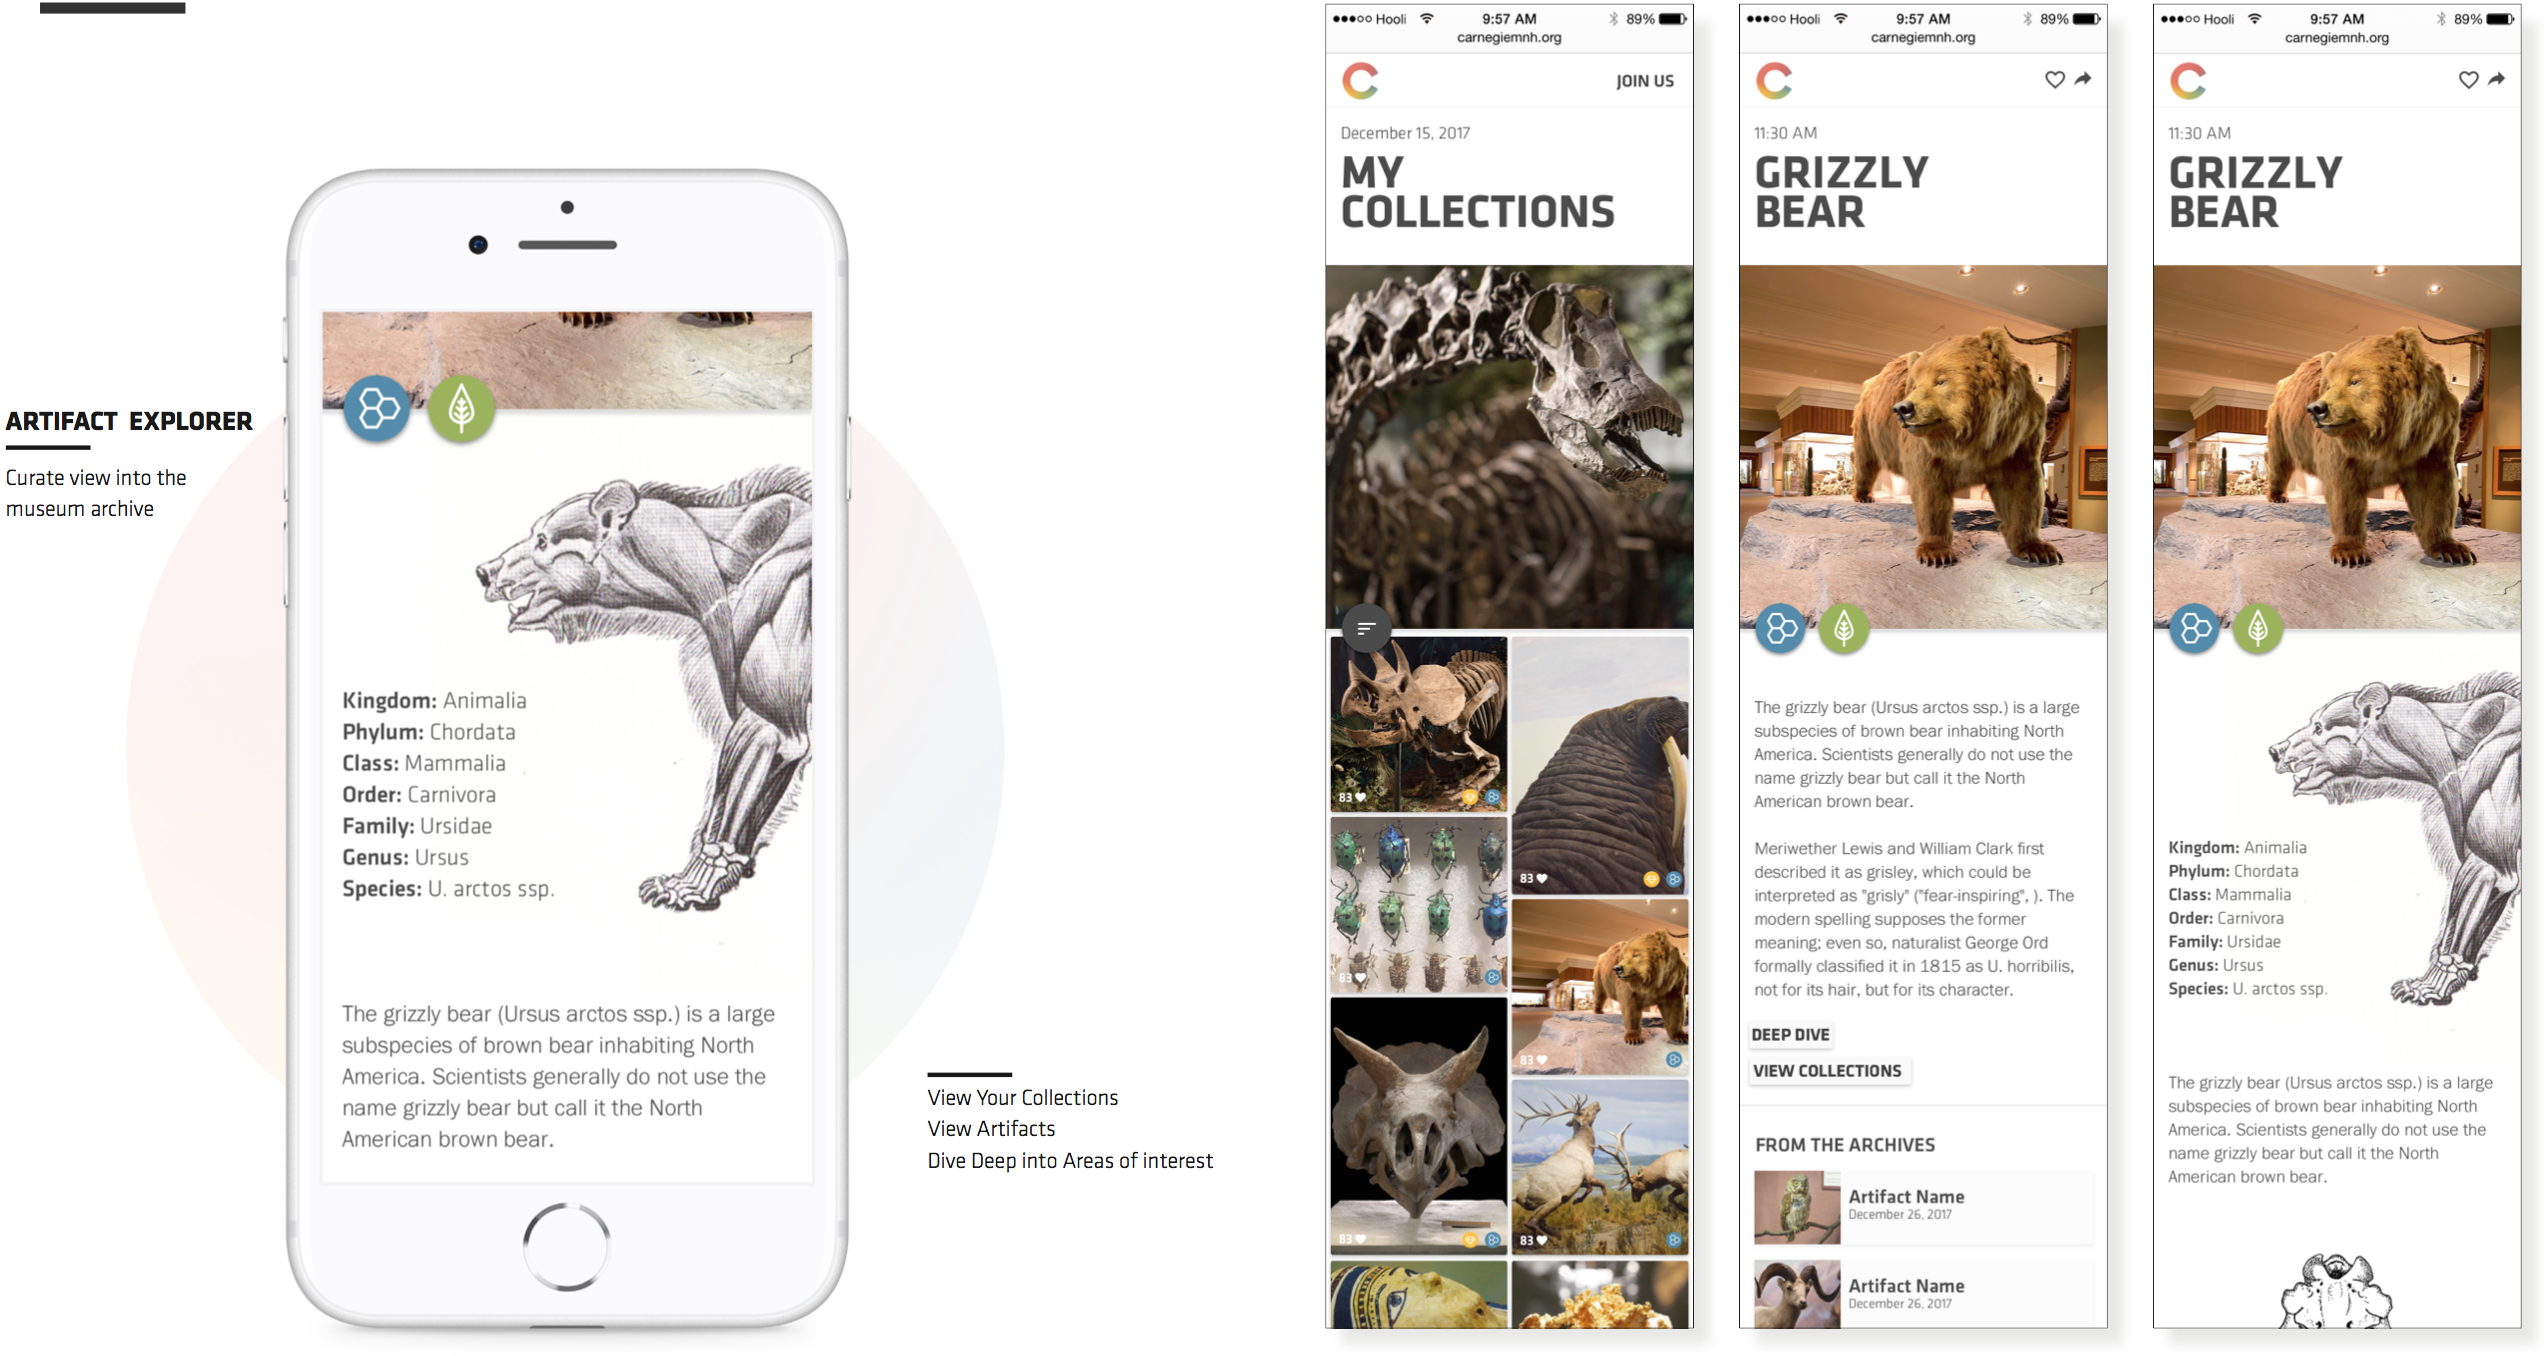 ARTIFACT EXPLORER
Curate view into the
museum archive
Kingdom: Animalia
Phylum: Chordata
Class: Mammalia
Order: Carnivora
Family: Ursidae
Genus: Ursus
Species: U. arctos ssp.
The grizzly bear (Ursus arctos ssp.) is a large
subspecies of brown bear inhabiting North
America. Scientists generally do not use the
name grizzly bear but call it the North
American brown bear.
View Your Collections
View Artifacts
Dive Deep into Areas of interest
Hooli 9:57 AM 89%
carnegiemnh.org
JOIN US
December 15, 2017
MY
COLLECTIONS
83
83
83
83
83
83
Hooli 9:57 AM 89%
carnegiemnh.org
11:30 AM
GRIZZLY
BEAR
The grizzly bear (Ursus arctos ssp.) is a large
subspecies of brown bear inhabiting North
America. Scientists generally do not use the
name grizzly bear but call it the North
American brown bear.
Meriwether Lewis and William Clark first
described it as grisley, which could be
interpreted as "grisly" ("fear-inspiring", ). The
modern spelling supposes the former
meaning; even so, naturalist George Ord
formally classified it in 1815 as U. horribilis,
not for its hair, but for its character.
DEEP DIVE
VIEW COLLECTIONS
FROM THE ARCHIVES
Artifact Name
December 26, 2017
Artifact Name
December 26, 2017
Hooli 9:57 AM 89%
carnegiemnh.org
11:30 AM
GRIZZLY
BEAR
Kingdom: Animalia
Phylum: Chordata
Class: Mammalia
Order: Carnivora
Family: Ursidae
Genus: Ursus
Species: U. arctos ssp.
The grizzly bear (Ursus arctos ssp.) is a large
subspecies of brown bear inhabiting North
America. Scientists generally do not use the
name grizzly bear but call it the North
American brown bear.